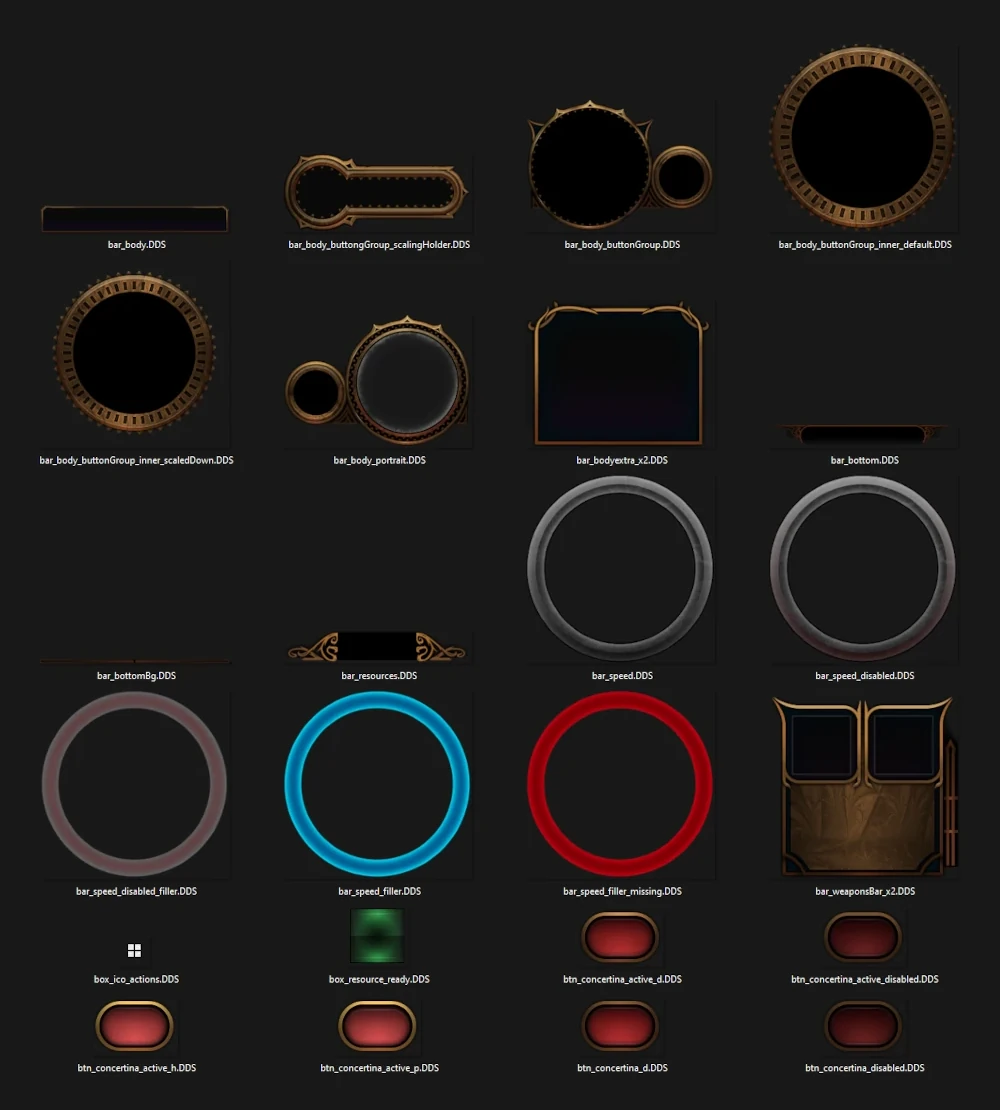 bar_body.DDS
bar_body_buttongGroup_scalingHolder.DDS
bar_body_buttonGroup.DDS
bar_body_buttonGroup_inner_default.DDS
bar_body_buttonGroup_inner_scaledDown.DDS
bar_body_portrait.DDS
bar_bodyextra_x2.DDS
bar_bottom.DDS
bar_bottomBg.DDS
bar_resources.DDS
bar_speed.DDS
bar_speed_disabled.DDS
bar_speed_disabled_filler.DDS
bar_speed_filler.DDS
bar_speed_filler_missing.DDS
bar_weaponsBar_x2.DDS
box_ico_actions.DDS
box_resource_ready.DDS
btn_concertina_active_d.DDS
btn_concertina_active_disabled.DDS
btn_concertina_active_h.DDS
btn_concertina_active_p.DDS
btn_concertina_d.DDS
btn_concertina_disabled.DDS